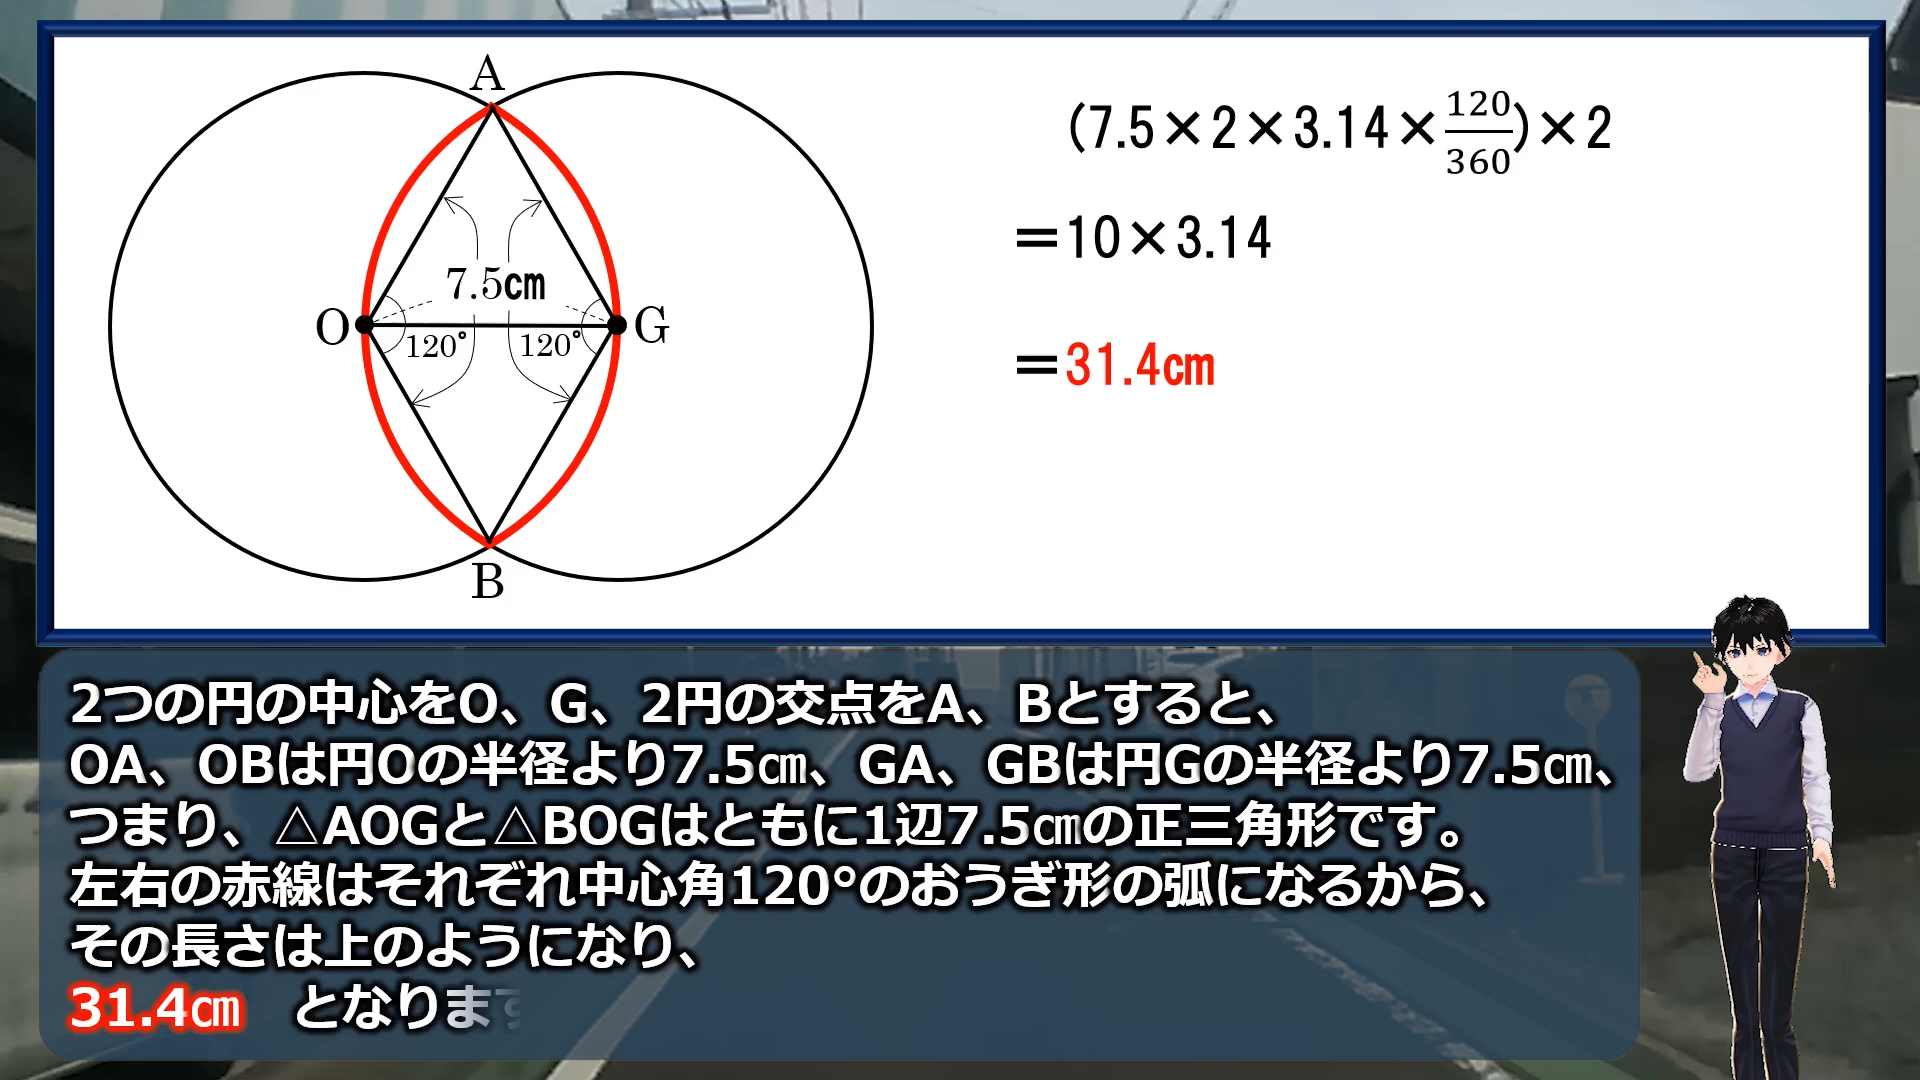 A
7.5cm
O
G
120°
120°
B
(7.5×2×3.14×120/360)×2
=10×3.14
=31.4㎝
2つの円の中心をO、G、2円の交点をA、Bとすると、
OA、OBは円Oの半径より7.5㎝、GA、GBは円Gの半径より7.5㎝、
つまり、△AOGと△BOGはともに1辺7.5㎝の正三角形です。
左右の赤線はそれぞれ中心角120°のおうぎ形の弧になるから、
その長さは上のようになり、
31.4㎝　となります